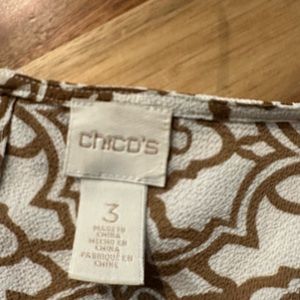 chico's
3
MADE IN
CHINA
HECHO EN
CHINA
FABRIQUÉ EN
CHINE